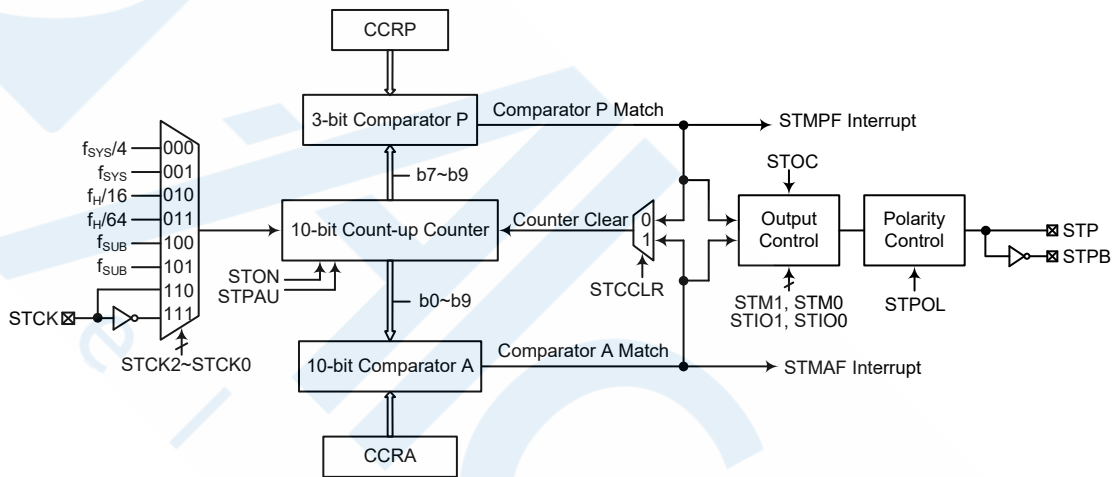 CCRP
3-bit Comparator P
Comparator P Match
STMPF Interrupt
b7~b9
fSYS/4
000
fSYS
001
fH/16
010
fH/64
011
fSUB
100
fSUB
101
110
111
STCK
STCK2~STCK0
10-bit Count-up Counter
STON
STPAU
Counter Clear
0
1
STCCLR
STOC
Output
Control
STM1, STM0
STIO1, STIO0
Polarity
Control
STPOL
STP
STPB
b0~b9
10-bit Comparator A
Comparator A Match
STMAF Interrupt
CCRA